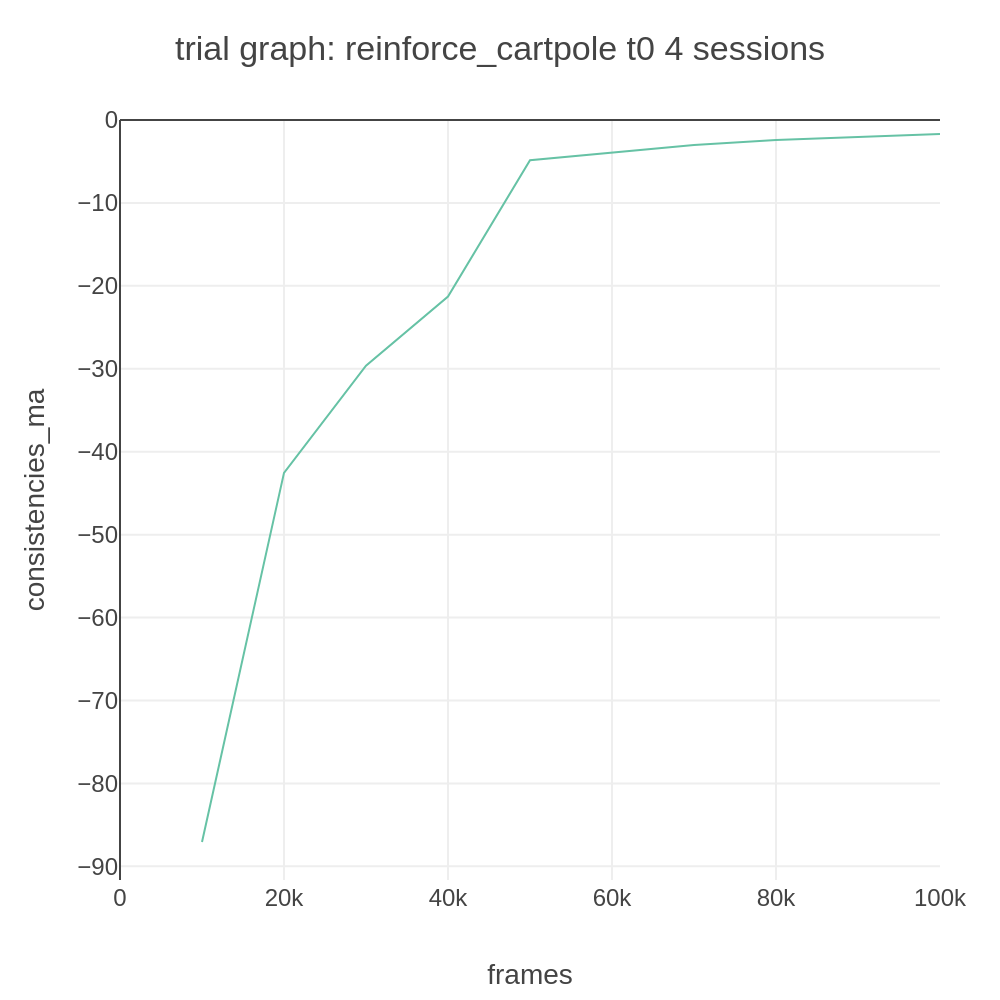 trial graph: reinforce_cartpole t0 4 sessions
0
−10
−20
−30
−40
−50
−60
−70
−80
−90
consistencies_ma
0 20k 40k 60k 80k 100k
frames